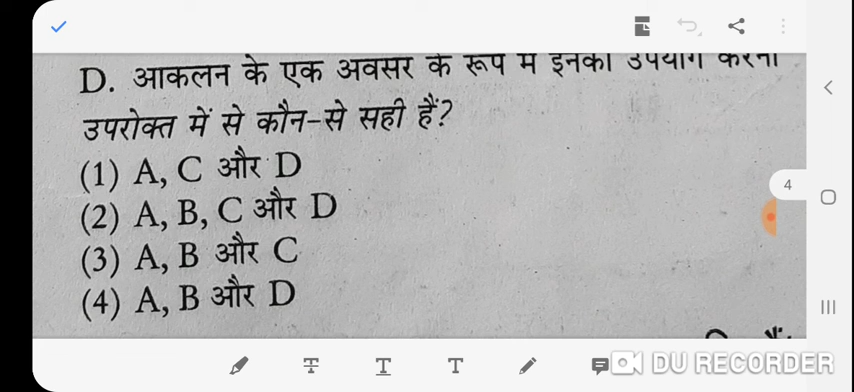 D. आकलन के एक अवसर के रूप में इनका उपयोग करना
उपरोक्त में से कौन-से सही हैं?
(1) A, C और D
(2) A, B, C और D
4
(3) A, B और C
(4) A, B और D
T T T
DU RECORDER